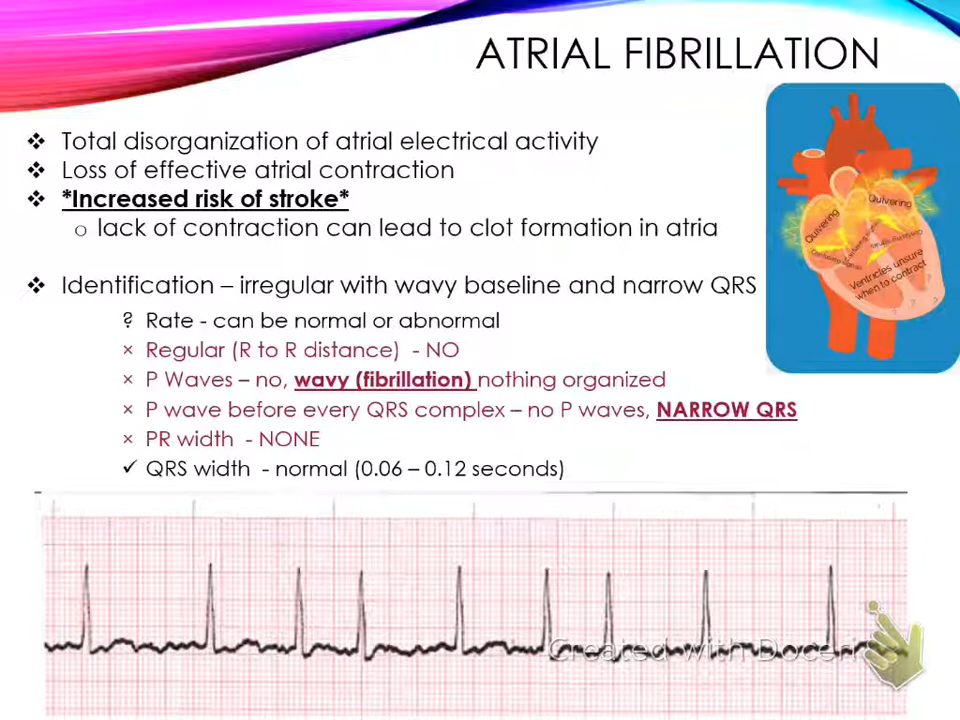 ATRIAL FIBRILLATION
❖ Total disorganization of atrial electrical activity
❖ Loss of effective atrial contraction
❖ *Increased risk of stroke*
o lack of contraction can lead to clot formation in atria
❖ Identification – irregular with wavy baseline and narrow QRS
? Rate - can be normal or abnormal
× Regular (R to R distance) - NO
× P Waves – no, wavy (fibrillation) nothing organized
× P wave before every QRS complex – no P waves, NARROW QRS
× PR width - NONE
✓ QRS width - normal (0.06 – 0.12 seconds)
Quivering
Quivering
Ventricles unsure
when to contract
Created with Doceri